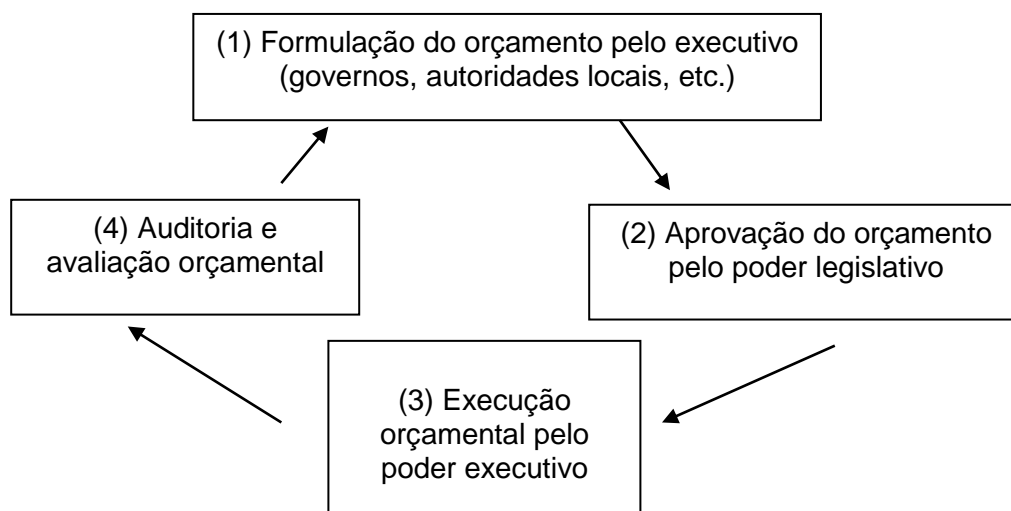 (1) Formulação do orçamento pelo executivo
(governos, autoridades locais, etc.)
(4) Auditoria e
avaliação orçamental
(2) Aprovação do orçamento
pelo poder legislativo
(3) Execução
orçamental pelo
poder executivo